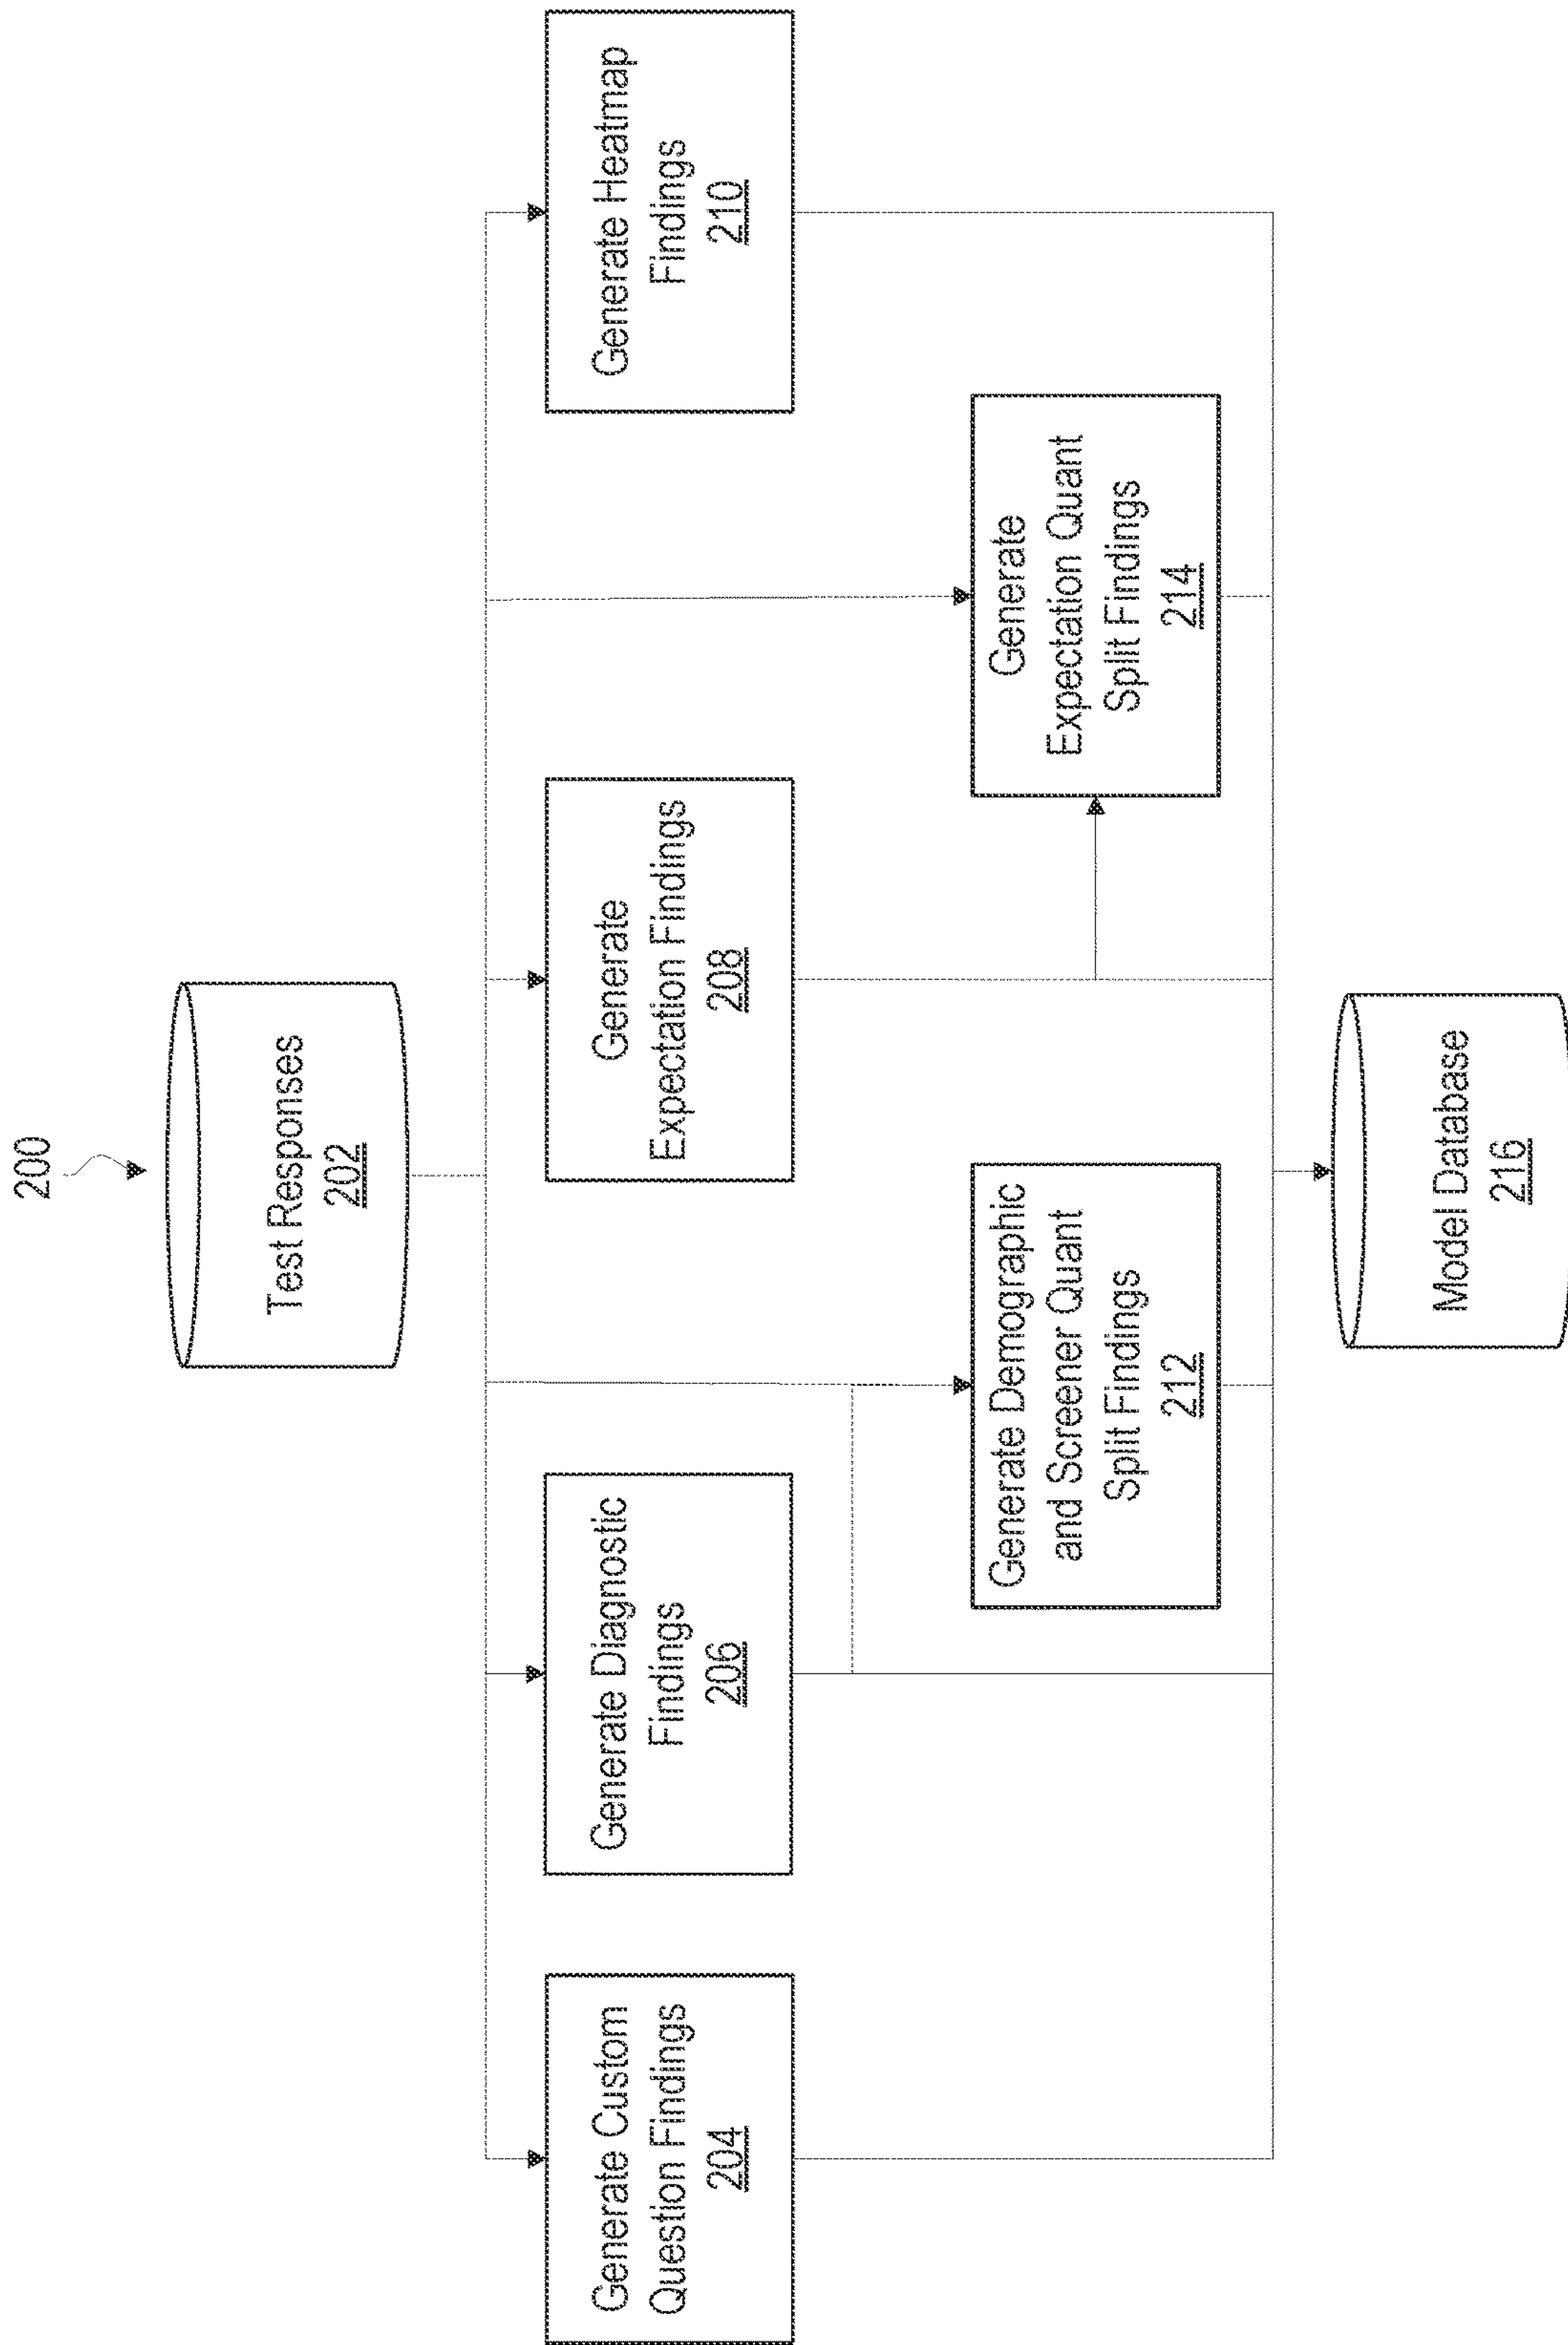 200
Test Responses
202
Generate Custom
Question Findings
204
Generate Diagnostic
Findings
206
Generate
Expectation Findings
208
Generate Heatmap
Findings
210
Generate Demographic
and Screener Quant
Split Findings
212
Generate
Expectation Quant
Split Findings
214
Model Database
216